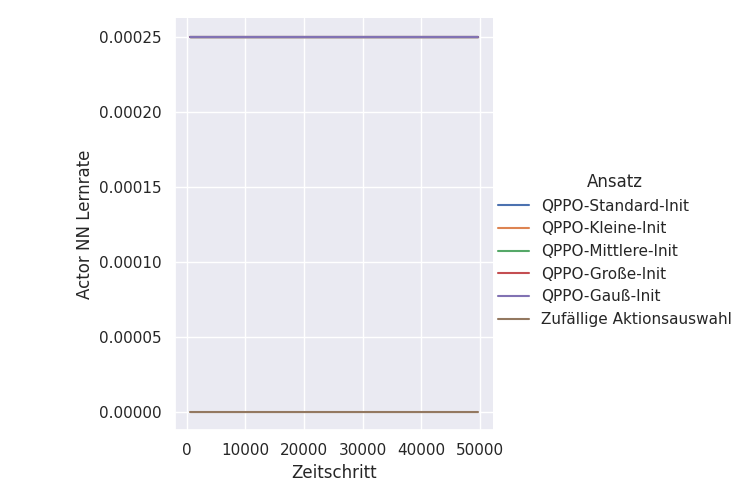 0.00025
0.00020
0.00015
0.00010
0.00005
0.00000
Actor NN Lernrate
0 10000 20000 30000 40000 50000
Zeitschritt
Ansatz
QPPO-Standard-Init
QPPO-Kleine-Init
QPPO-Mittlere-Init
QPPO-Große-Init
QPPO-Gauß-Init
Zufällige Aktionsauswahl